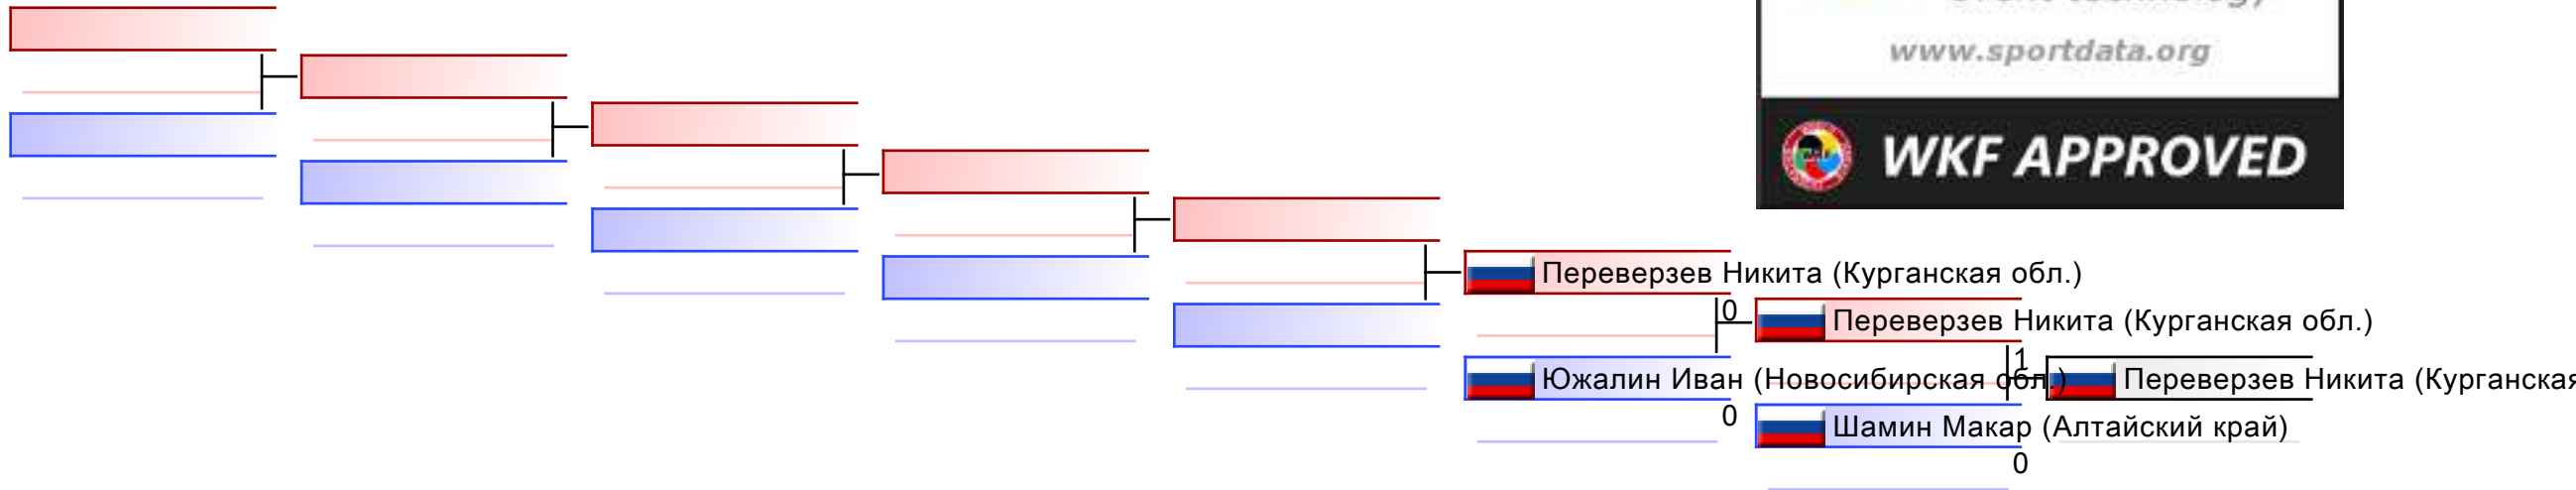 www.sportdata.org
WKF APPROVED
Переверзев Никита (Курганская обл.)
0
Переверзев Никита (Курганская обл.)
1
Южалин Иван (Новосибирская обл.)
Переверзев Никита (Курганская
0
Шамин Макар (Алтайский край)
0